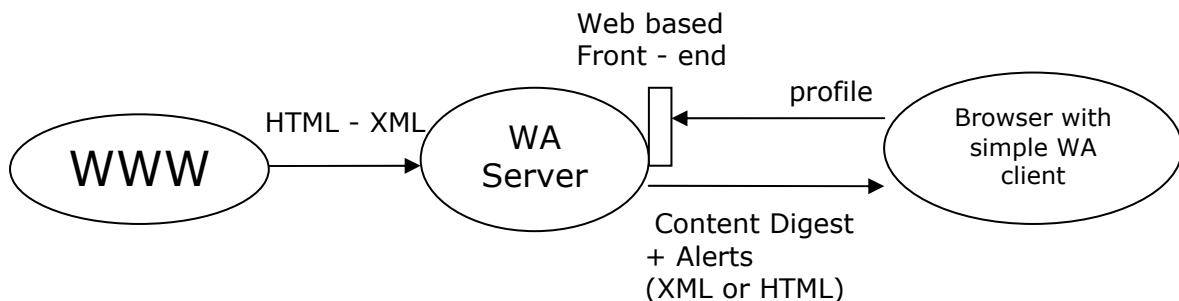 WWW
HTML - XML
WA
Server
Web based
Front - end
profile
Browser with
simple WA
client
Content Digest
+ Alerts
(XML or HTML)